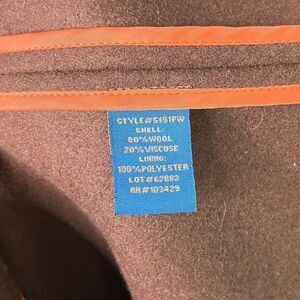 STYLE#5191PW
SHELL:
80%WOOL
20%VISCOSE
LINING:
100%POLYESTER
LOT#62882
RN#103429